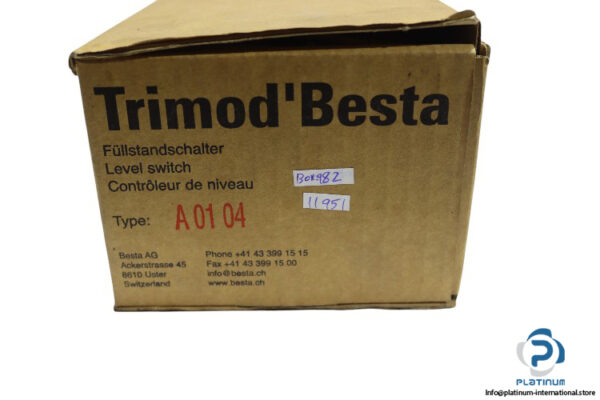 Trimod'Besta
Füllstandschalter
Level switch
Contrôleur de niveau
Type: A 01 04
Box982
11951
Besta AG
Ackerstrasse 45
8610 Uster
Switzerland
Phone +41 43 399 15 15
Fax +41 43 399 15 00
info@besta.ch
www.besta.ch
PLATINUM
Info@platinum-international.store